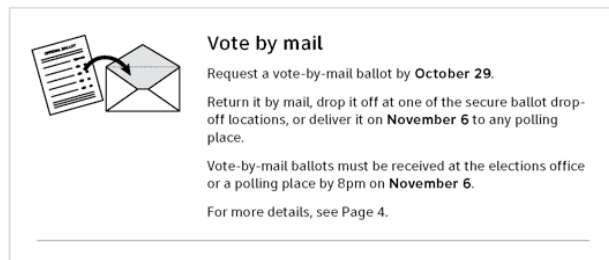 OFFICIAL BALLOT
Vote by mail
Request a vote-by-mail ballot by October 29.
Return it by mail, drop it off at one of the secure ballot drop-
off locations, or deliver it on November 6 to any polling
place.
Vote-by-mail ballots must be received at the elections office
or a polling place by 8pm on November 6.
For more details, see Page 4.